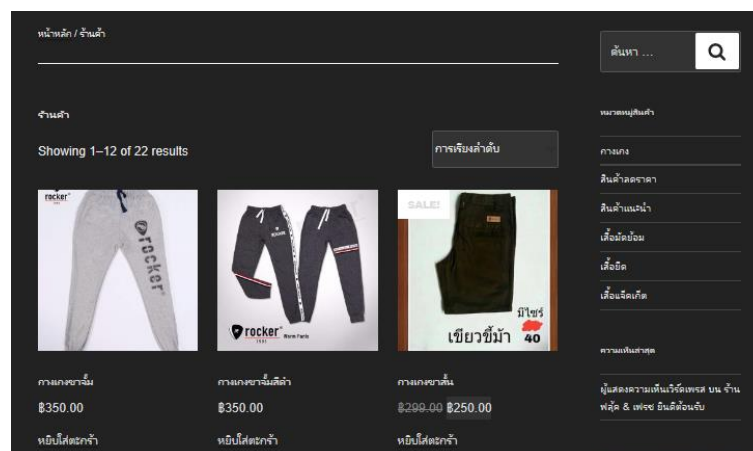 หน้าหลัก / ร้านค้า
ค้นหา …
ร้านค้า
Showing 1–12 of 22 results
การเรียงลำดับ
rocker
rocker
rocker
Warm Pants
SALE!
มีไซร์
เขียวขี้ม้า 40
กางเกงขาจั๊ม
฿350.00
หยิบใส่ตะกร้า
กางเกงขาจั๊มสีดำ
฿350.00
หยิบใส่ตะกร้า
กางเกงขาสั้น
฿299.00 ฿250.00
หยิบใส่ตะกร้า
หมวดหมู่สินค้า
กางเกง
สินค้าลดราคา
สินค้าแนะนำ
เสื้อมัดย้อม
เสื้อยืด
เสื้อแจ็คเก็ต
ความเห็นล่าสุด
ผู้แสดงความเห็นเวิร์ดเพรส บน ร้าน
ฟลุ้ค & เฟรช ยินดีต้อนรับ